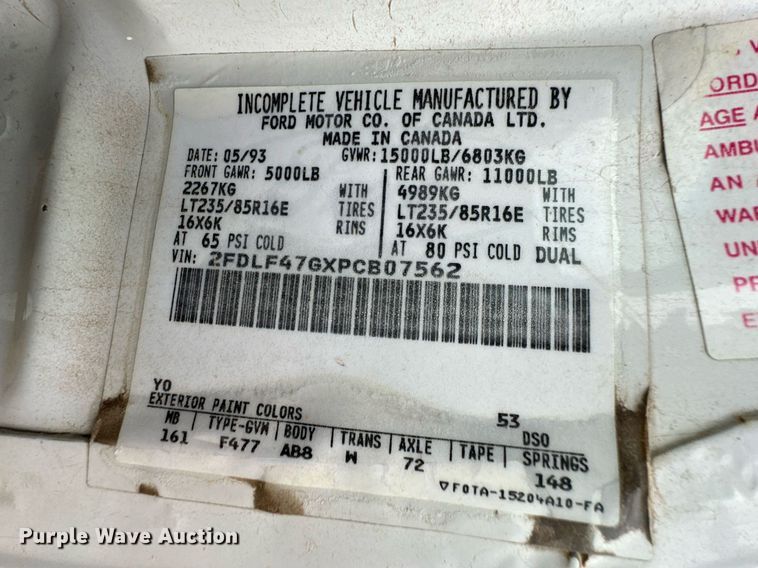 INCOMPLETE VEHICLE MANUFACTURED BY
FORD MOTOR CO. OF CANADA LTD.
MADE IN CANADA
DATE: 05/93 GVWR: 15000LB/6803KG
FRONT GAWR: 5000LB REAR GAWR: 11000LB
2267KG WITH 4989KG WITH
LT235/85R16E TIRES LT235/85R16E TIRES
16X6K RIMS 16X6K RIMS
AT 65 PSI COLD AT 80 PSI COLD DUAL
VIN: 2FDLF47GXPCB07562
YO
EXTERIOR PAINT COLORS 53 DSO
WB TYPE-GVW BODY TRANS AXLE TAPE SPRINGS
161 F477 AB8 W 72 148
▽F0TA-15204A10-FA
ORD
AGE A
AMBU
AN
WAR
UNI
PR
E
Purple Wave Auction